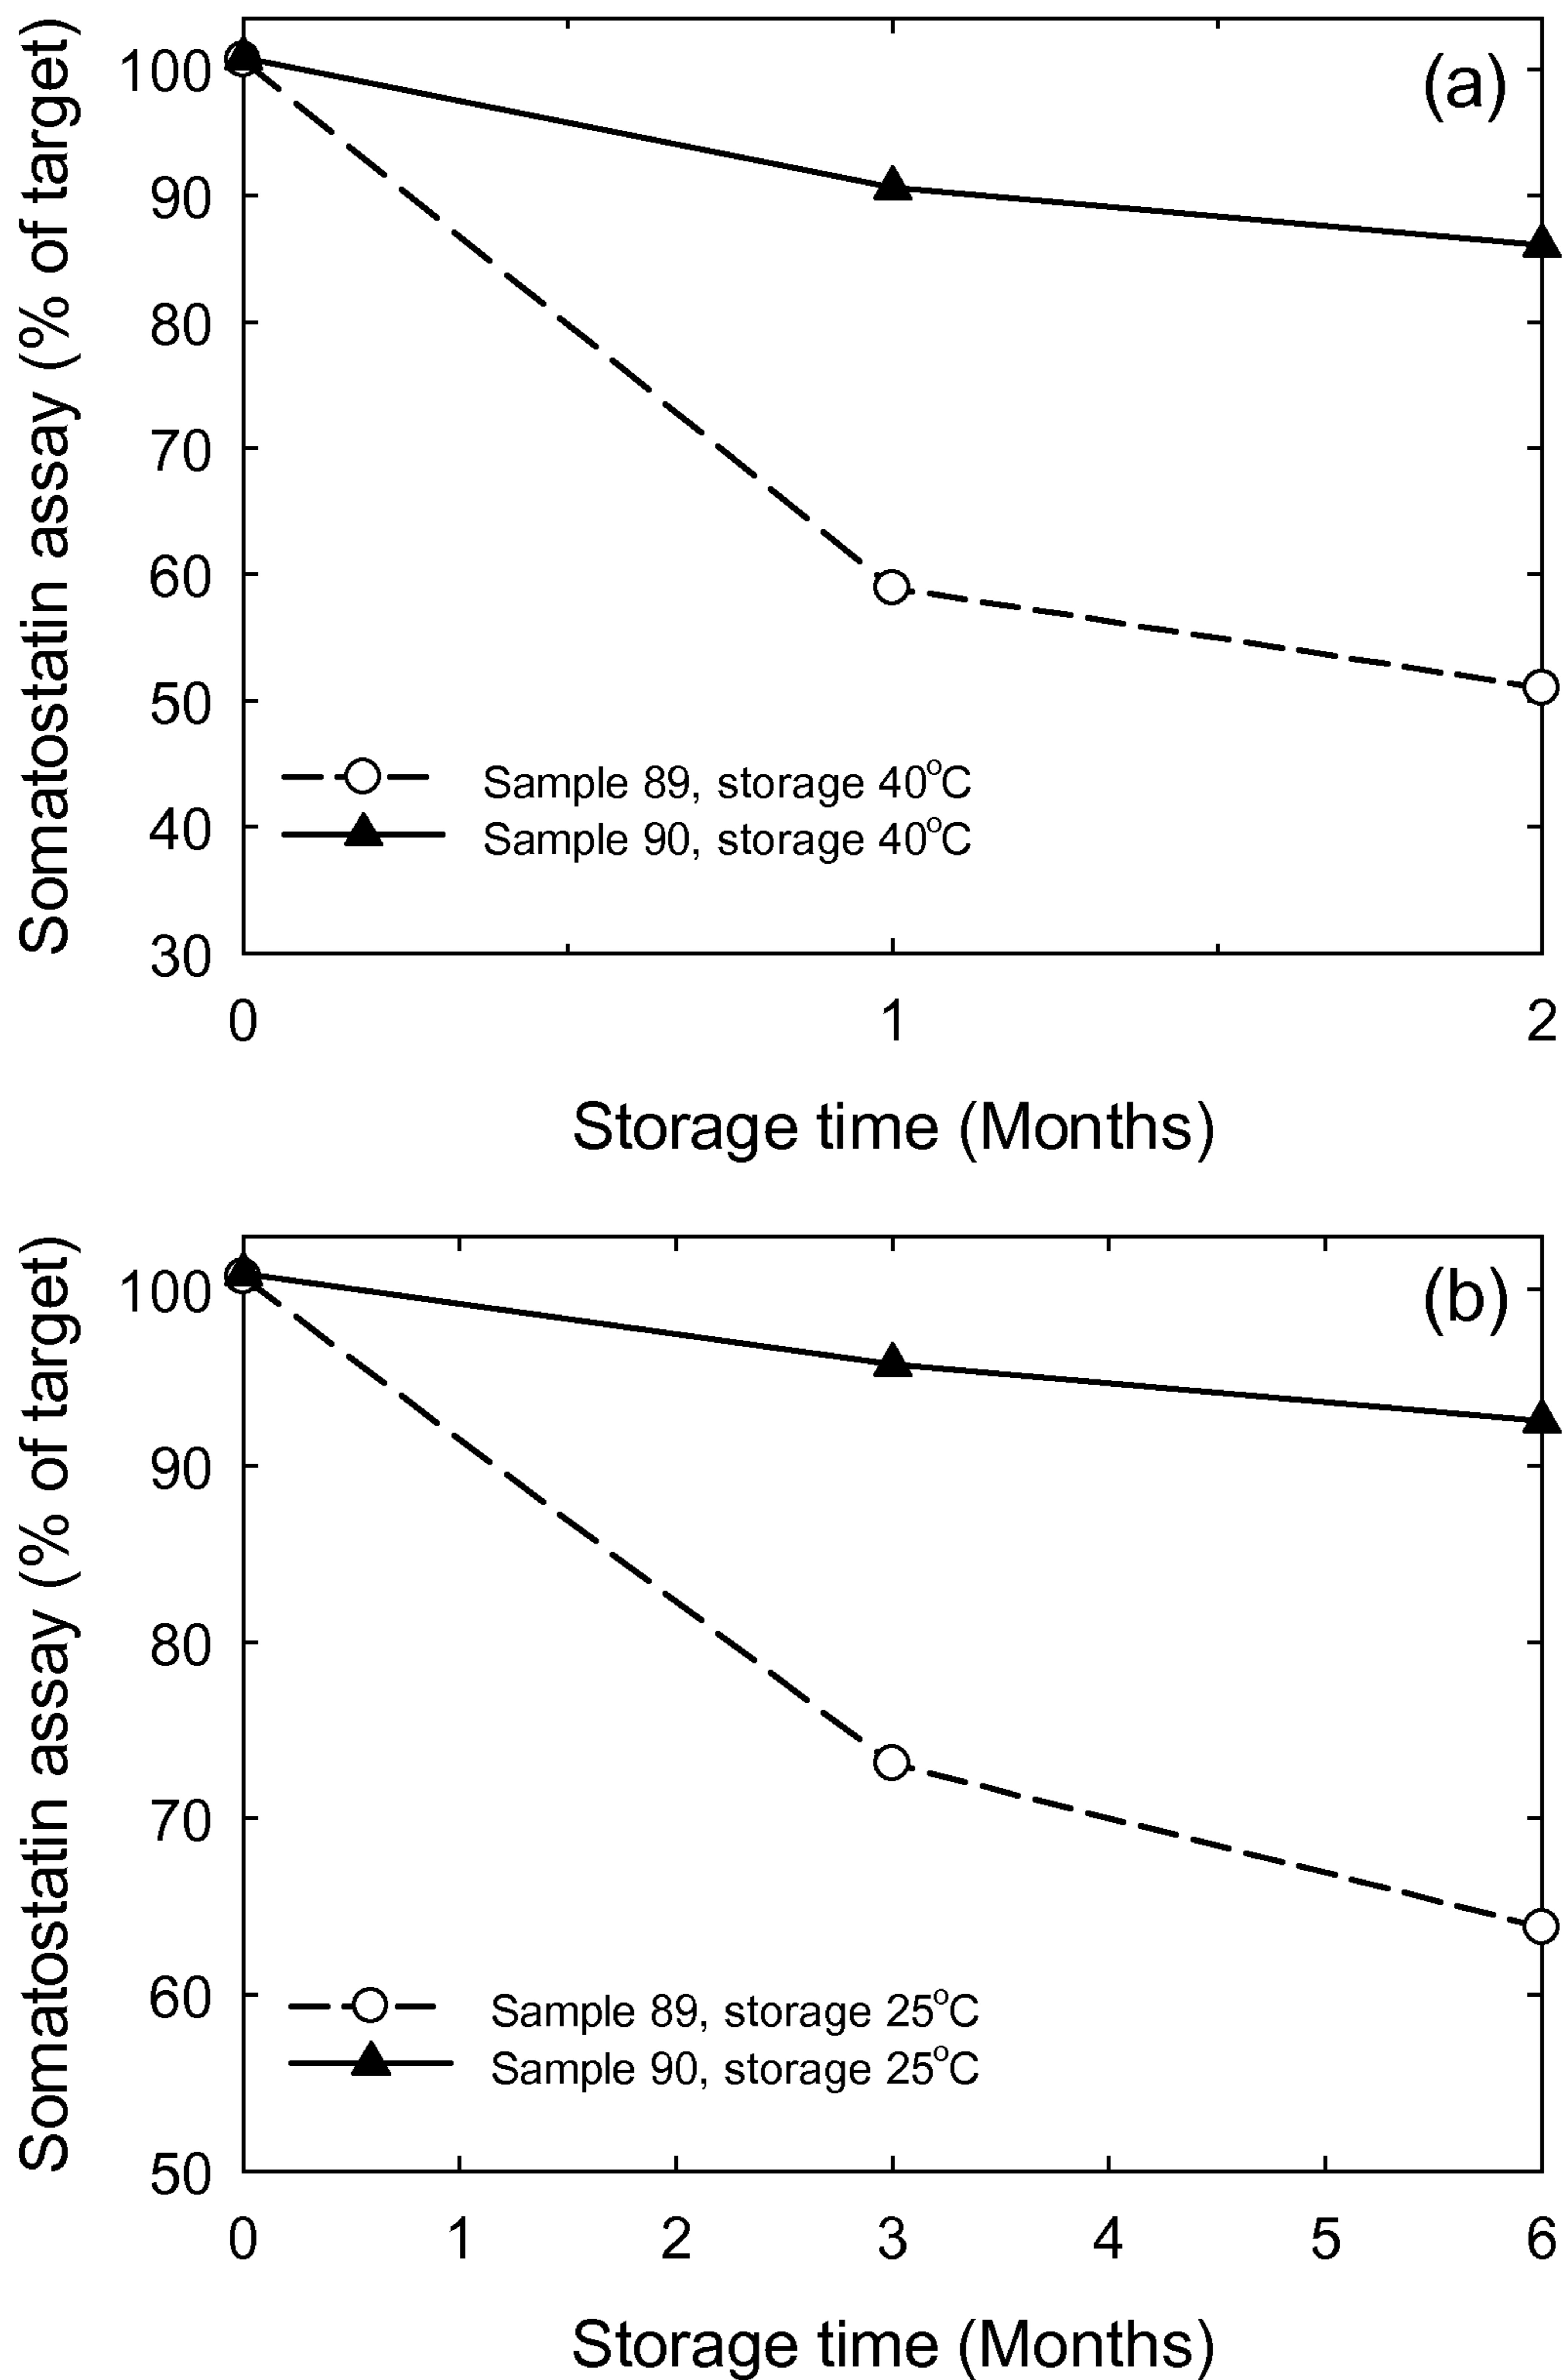 (a)
Somatostatin assay (% of target)
100
90
80
70
60
50
40
30
Sample 89, storage 40°C
Sample 90, storage 40°C
0 1 2
Storage time (Months)
(b)
Somatostatin assay (% of target)
100
90
80
70
60
50
Sample 89, storage 25°C
Sample 90, storage 25°C
0 1 2 3 4 5 6
Storage time (Months)